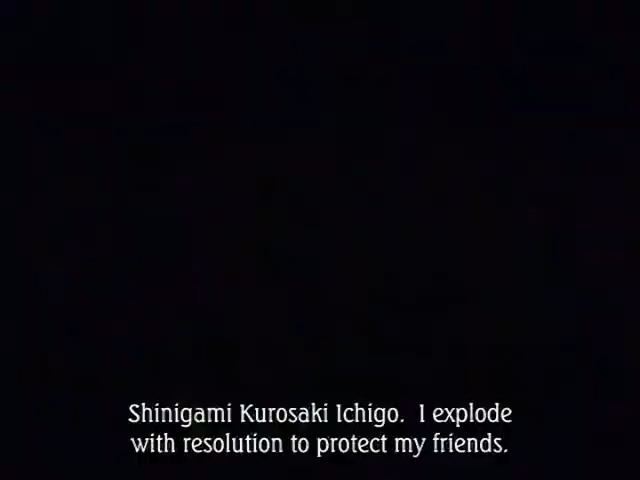 Shinigami Kurosaki Ichigo.  I explode
with resolution to protect my friends.